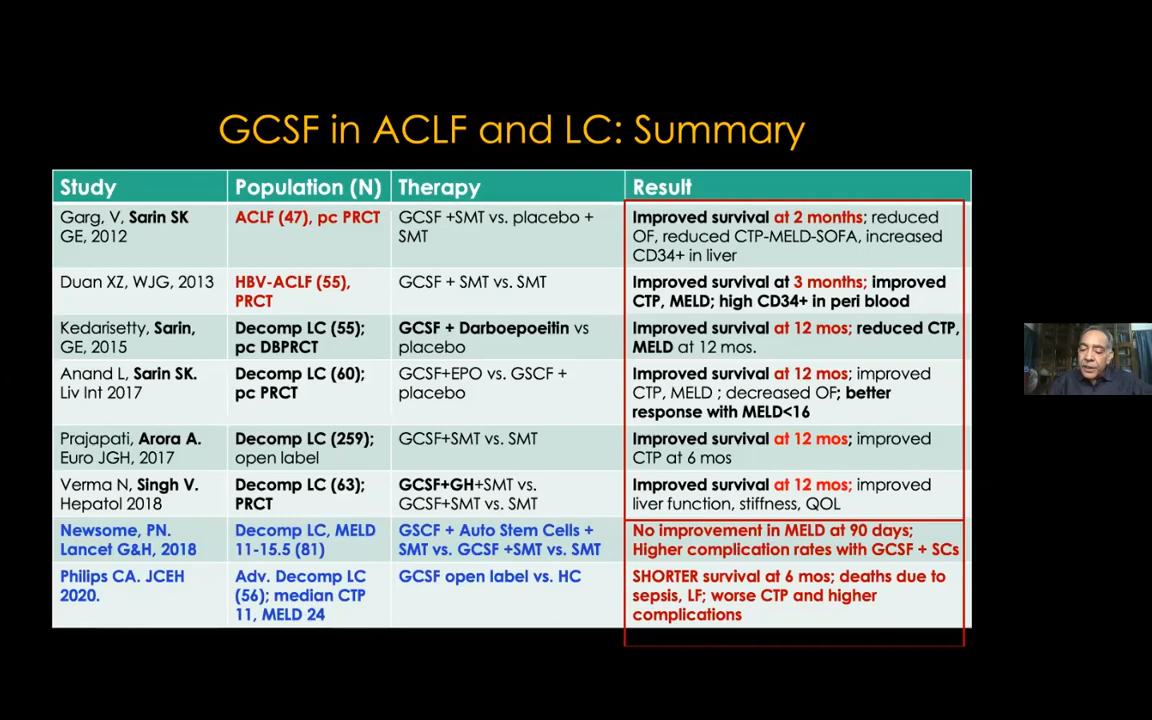 GCSF in ACLF and LC: Summary
Study
Population (N)
Therapy
Result
Garg, V, Sarin SK
GE, 2012
ACLF (47), pc PRCT
GCSF +SMT vs. placebo +
SMT
Improved survival at 2 months; reduced
OF, reduced CTP-MELD-SOFA, increased
CD34+ in liver
Duan XZ, WJG, 2013
HBV-ACLF (55),
PRCT
GCSF + SMT vs. SMT
Improved survival at 3 months; improved
CTP, MELD; high CD34+ in peri blood
Kedarisetty, Sarin,
GE, 2015
Decomp LC (55);
pc DBPRCT
GCSF + Darboepoeitin vs
placebo
Improved survival at 12 mos; reduced CTP,
MELD at 12 mos.
Anand L, Sarin SK.
Liv Int 2017
Decomp LC (60);
pc PRCT
GCSF+EPO vs. GSCF +
placebo
Improved survival at 12 mos; improved
CTP, MELD ; decreased OF; better
response with MELD<16
Prajapati, Arora A.
Euro JGH, 2017
Decomp LC (259);
open label
GCSF+SMT vs. SMT
Improved survival at 12 mos; improved
CTP at 6 mos
Verma N, Singh V.
Hepatol 2018
Decomp LC (63);
PRCT
GCSF+GH+SMT vs.
GCSF+SMT vs. SMT
Improved survival at 12 mos; improved
liver function, stiffness, QOL
Newsome, PN.
Lancet G&H, 2018
Decomp LC, MELD
11-15.5 (81)
GSCF + Auto Stem Cells +
SMT vs. GCSF +SMT vs. SMT
No improvement in MELD at 90 days;
Higher complication rates with GCSF + SCs
Philips CA. JCEH
2020.
Adv. Decomp LC
(56); median CTP
11, MELD 24
GCSF open label vs. HC
SHORTER survival at 6 mos; deaths due to
sepsis, LF; worse CTP and higher
complications